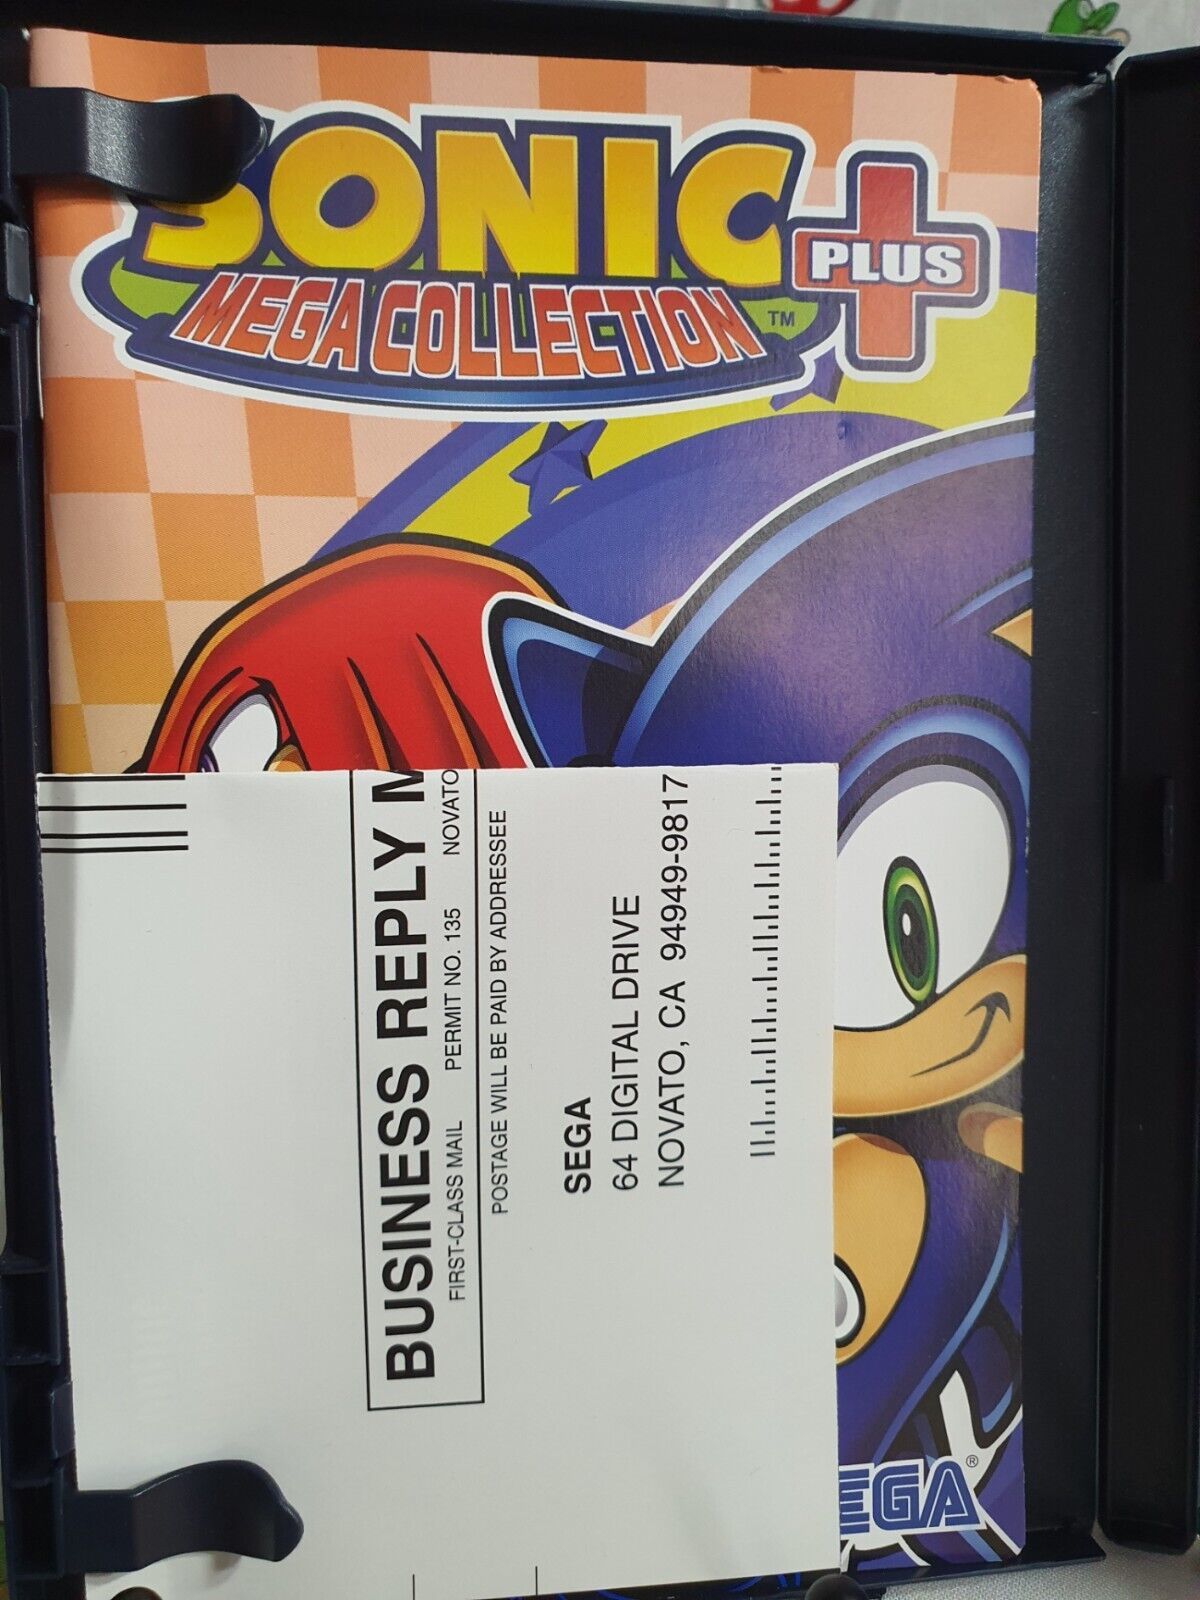 SONIC
MEGA COLLECTION
TM
PLUS
BUSINESS REPLY M
FIRST-CLASS MAIL PERMIT NO. 135 NOVATO
POSTAGE WILL BE PAID BY ADDRESSEE
SEGA
64 DIGITAL DRIVE
NOVATO, CA 94949-9817
EGA®